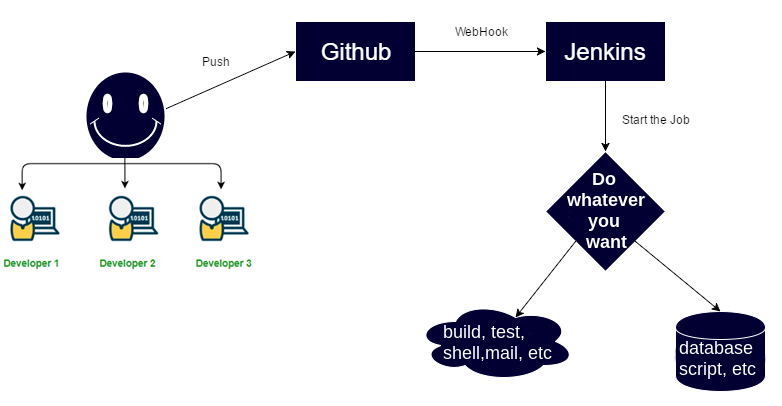 Github
WebHook
Jenkins
Push
Start the Job
Do
whatever
you
want
10101
10101
10101
Developer 1
Developer 2
Developer 3
build, test,
shell,mail, etc
database
script, etc